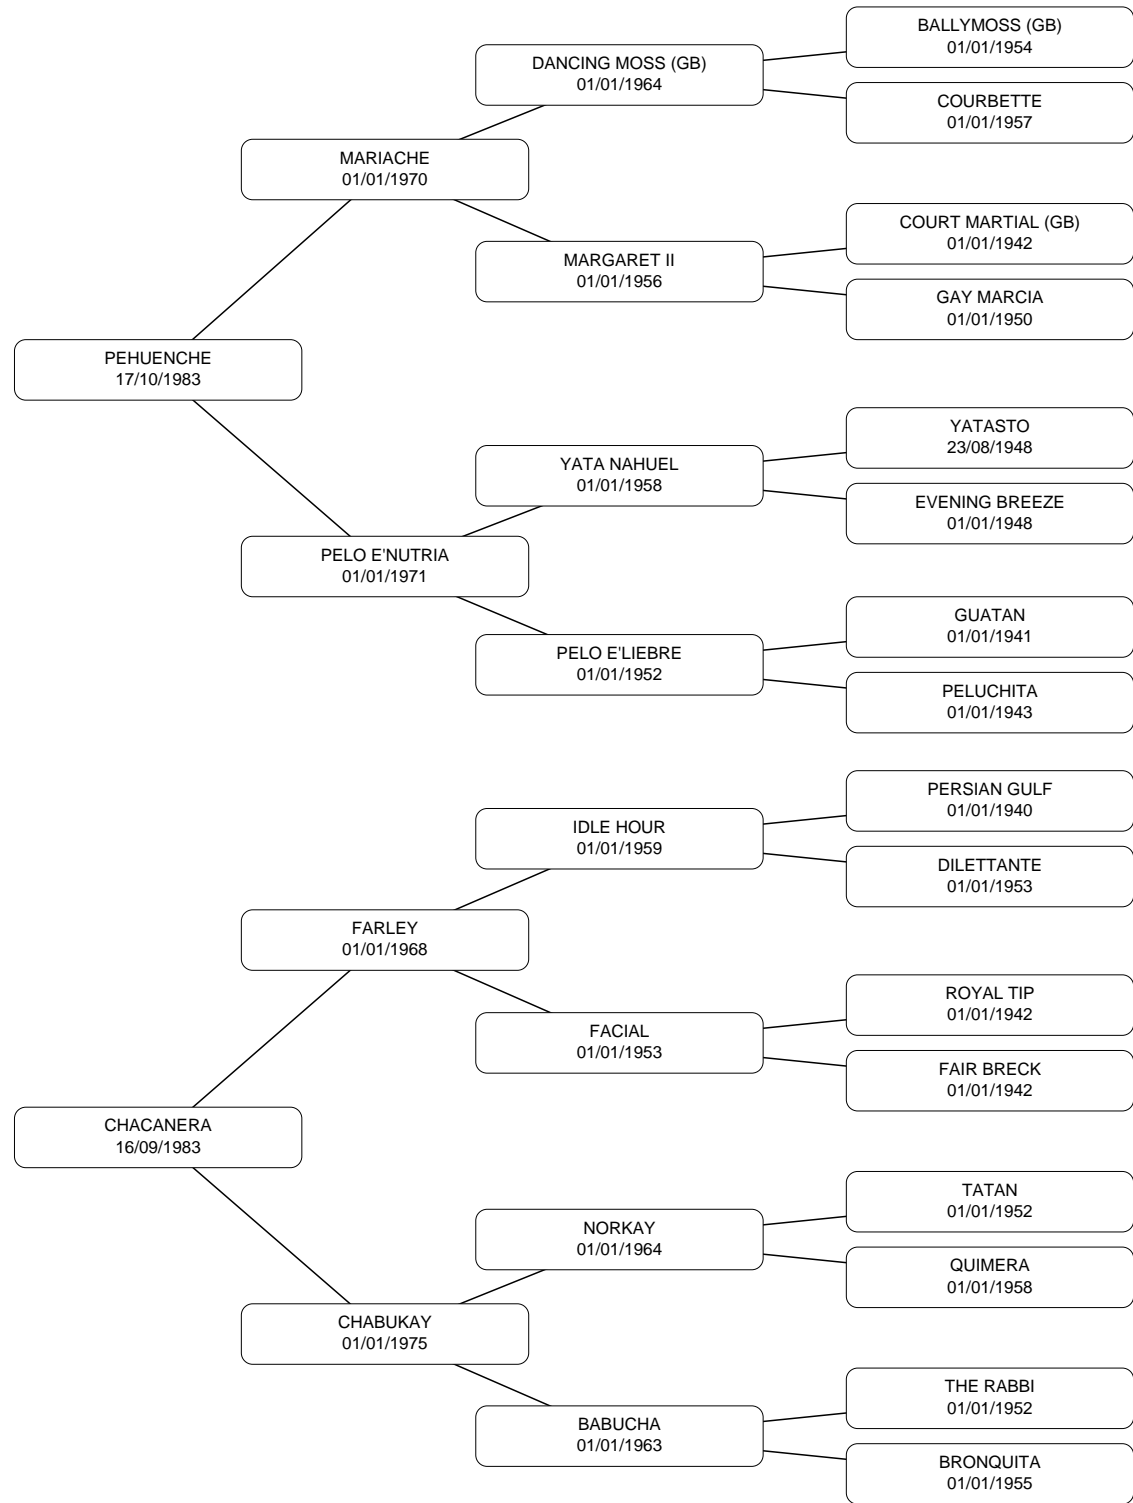 BALLYMOSS (GB)
01/01/1954
DANCING MOSS (GB)
01/01/1964
COURBETTE
01/01/1957
MARIACHE
01/01/1970
COURT MARTIAL (GB)
01/01/1942
MARGARET II
01/01/1956
GAY MARCIA
01/01/1950
PEHUENCHE
17/10/1983
YATASTO
23/08/1948
YATA NAHUEL
01/01/1958
EVENING BREEZE
01/01/1948
PELO E'NUTRIA
01/01/1971
GUATAN
01/01/1941
PELO E'LIEBRE
01/01/1952
PELUCHITA
01/01/1943
PERSIAN GULF
01/01/1940
IDLE HOUR
01/01/1959
DILETTANTE
01/01/1953
FARLEY
01/01/1968
ROYAL TIP
01/01/1942
FACIAL
01/01/1953
FAIR BRECK
01/01/1942
CHACANERA
16/09/1983
TATAN
01/01/1952
NORKAY
01/01/1964
QUIMERA
01/01/1958
CHABUKAY
01/01/1975
THE RABBI
01/01/1952
BABUCHA
01/01/1963
BRONQUITA
01/01/1955